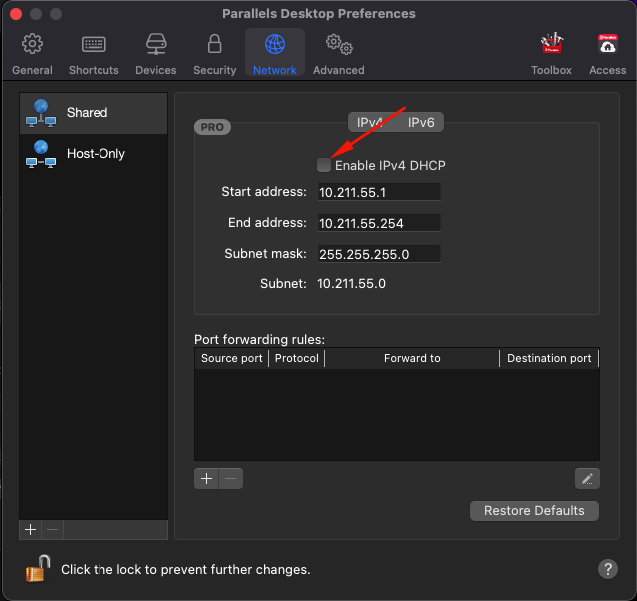 Parallels Desktop Preferences
General Shortcuts Devices Security Network Advanced Toolbox Access
Shared
Host-Only
PRO
IPv4 IPv6
Enable IPv4 DHCP
Start address: 10.211.55.1
End address: 10.211.55.254
Subnet mask: 255.255.255.0
Subnet: 10.211.55.0
Port forwarding rules:
Source port Protocol Forward to Destination port
Restore Defaults
Click the lock to prevent further changes.
?